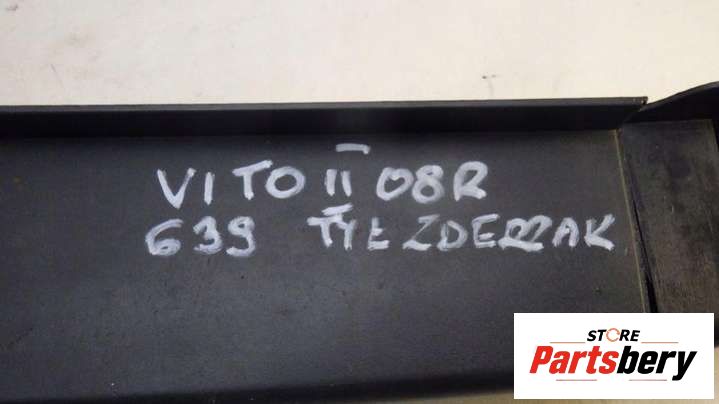 VITO II 08R
639 TYŁ ZDERZAK
STORE
Partsbery